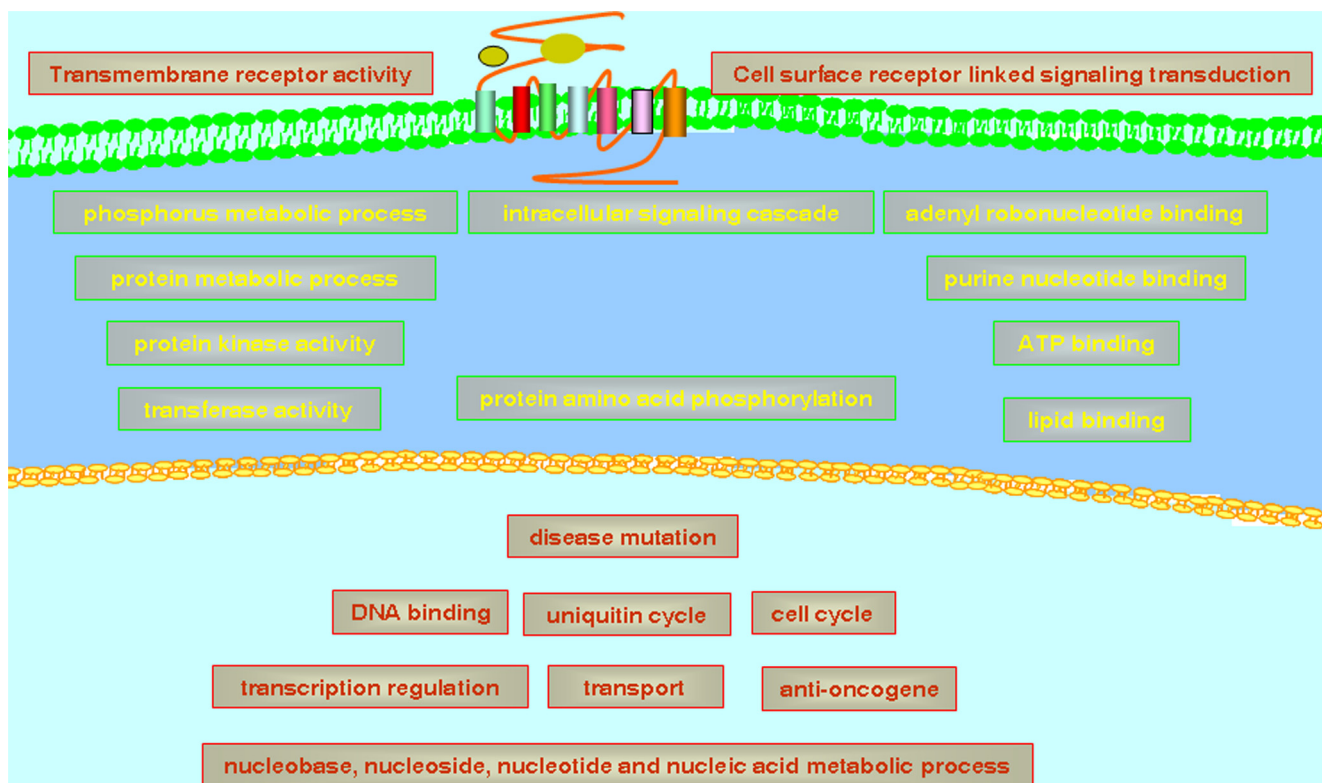 Transmembrane receptor activity
Cell surface receptor linked signaling transduction
phosphorus metabolic process
intracellular signaling cascade
adenyl robonucleotide binding
protein metabolic process
purine nucleotide binding
protein kinase activity
ATP binding
transferase activity
protein amino acid phosphorylation
lipid binding
disease mutation
DNA binding
uniquitin cycle
cell cycle
transcription regulation
transport
anti-oncogene
nucleobase, nucleoside, nucleotide and nucleic acid metabolic process